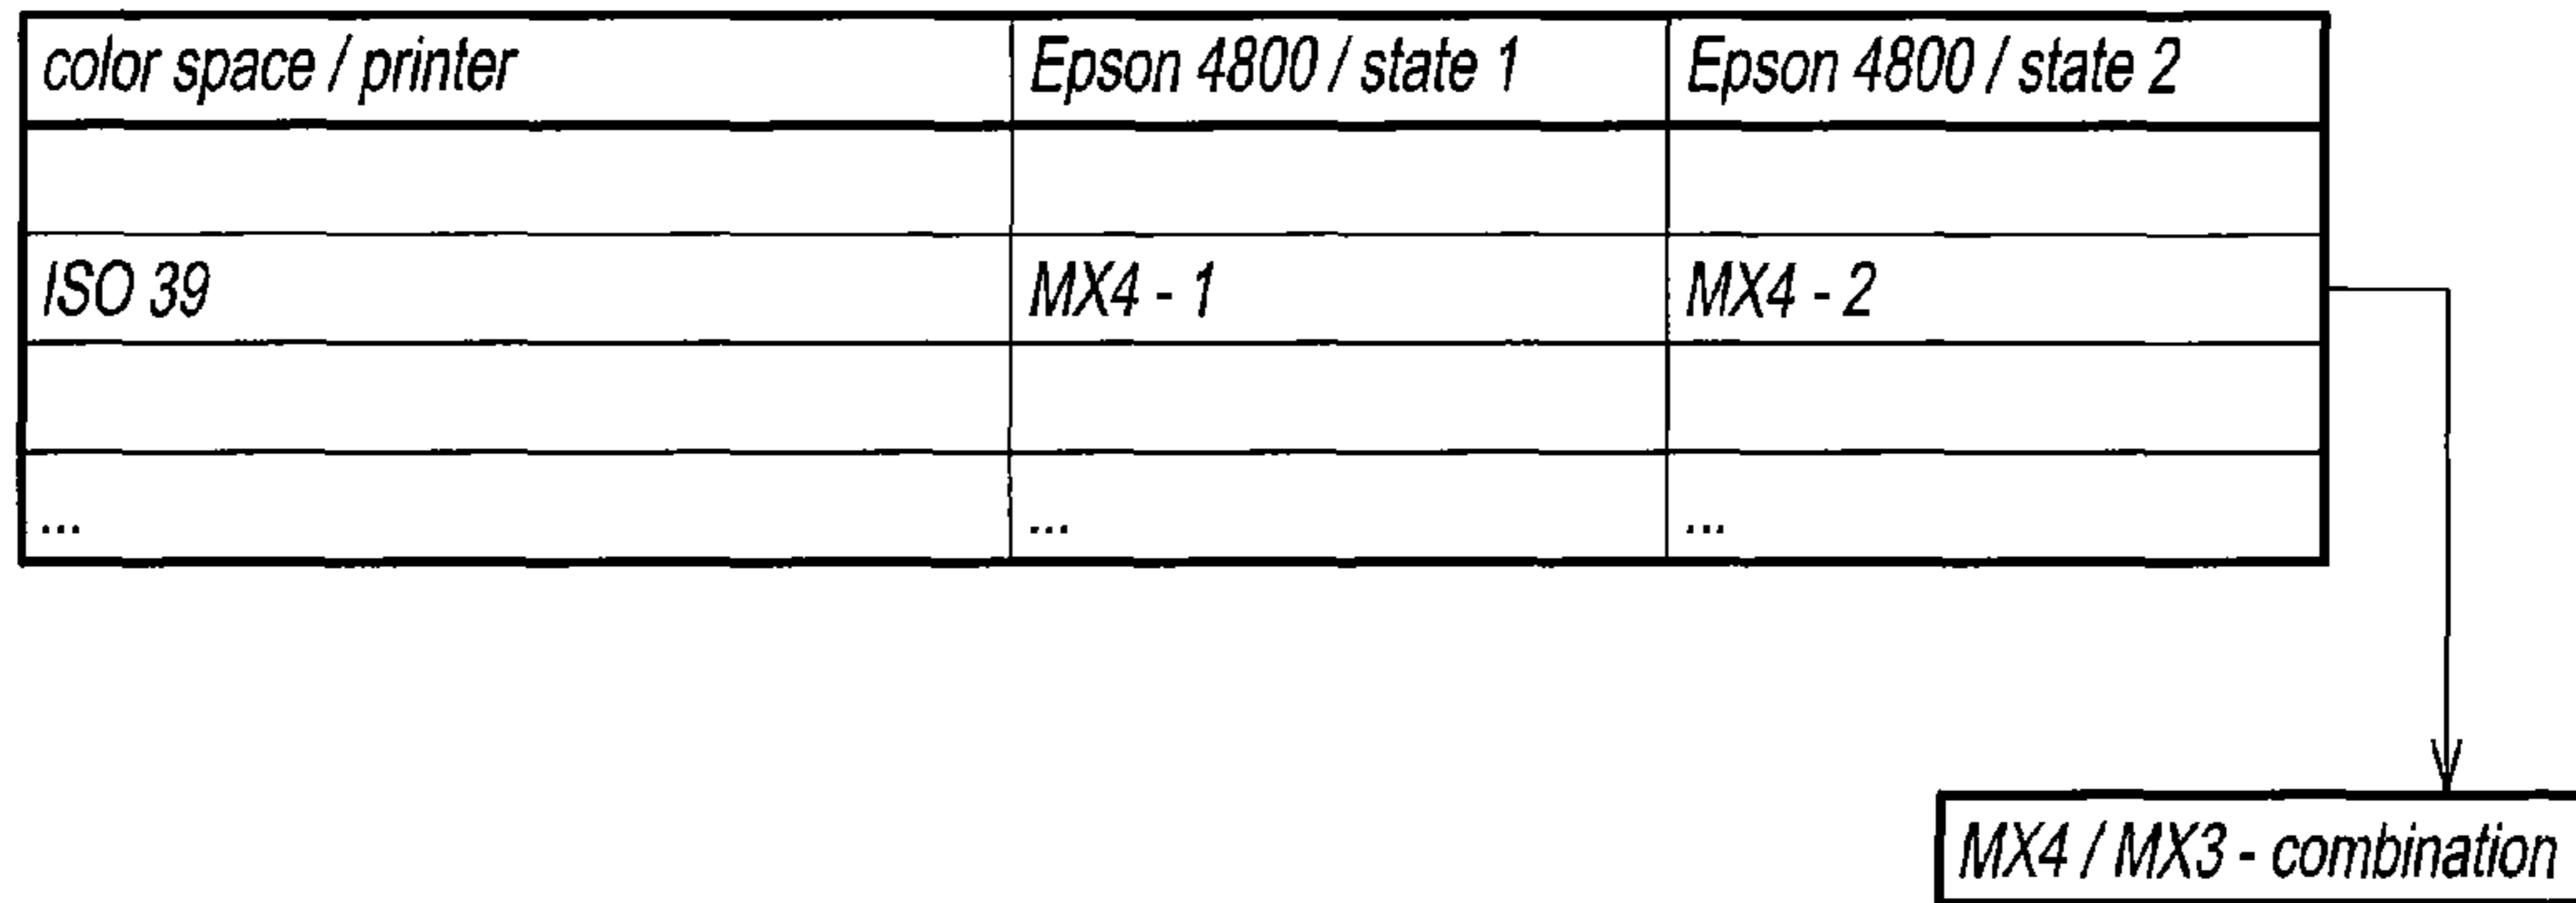 color space / printer Epson 4800 / state 1 Epson 4800 / state 2
ISO 39 MX4 - 1 MX4 - 2
... ... ...
MX4 / MX3 - combination